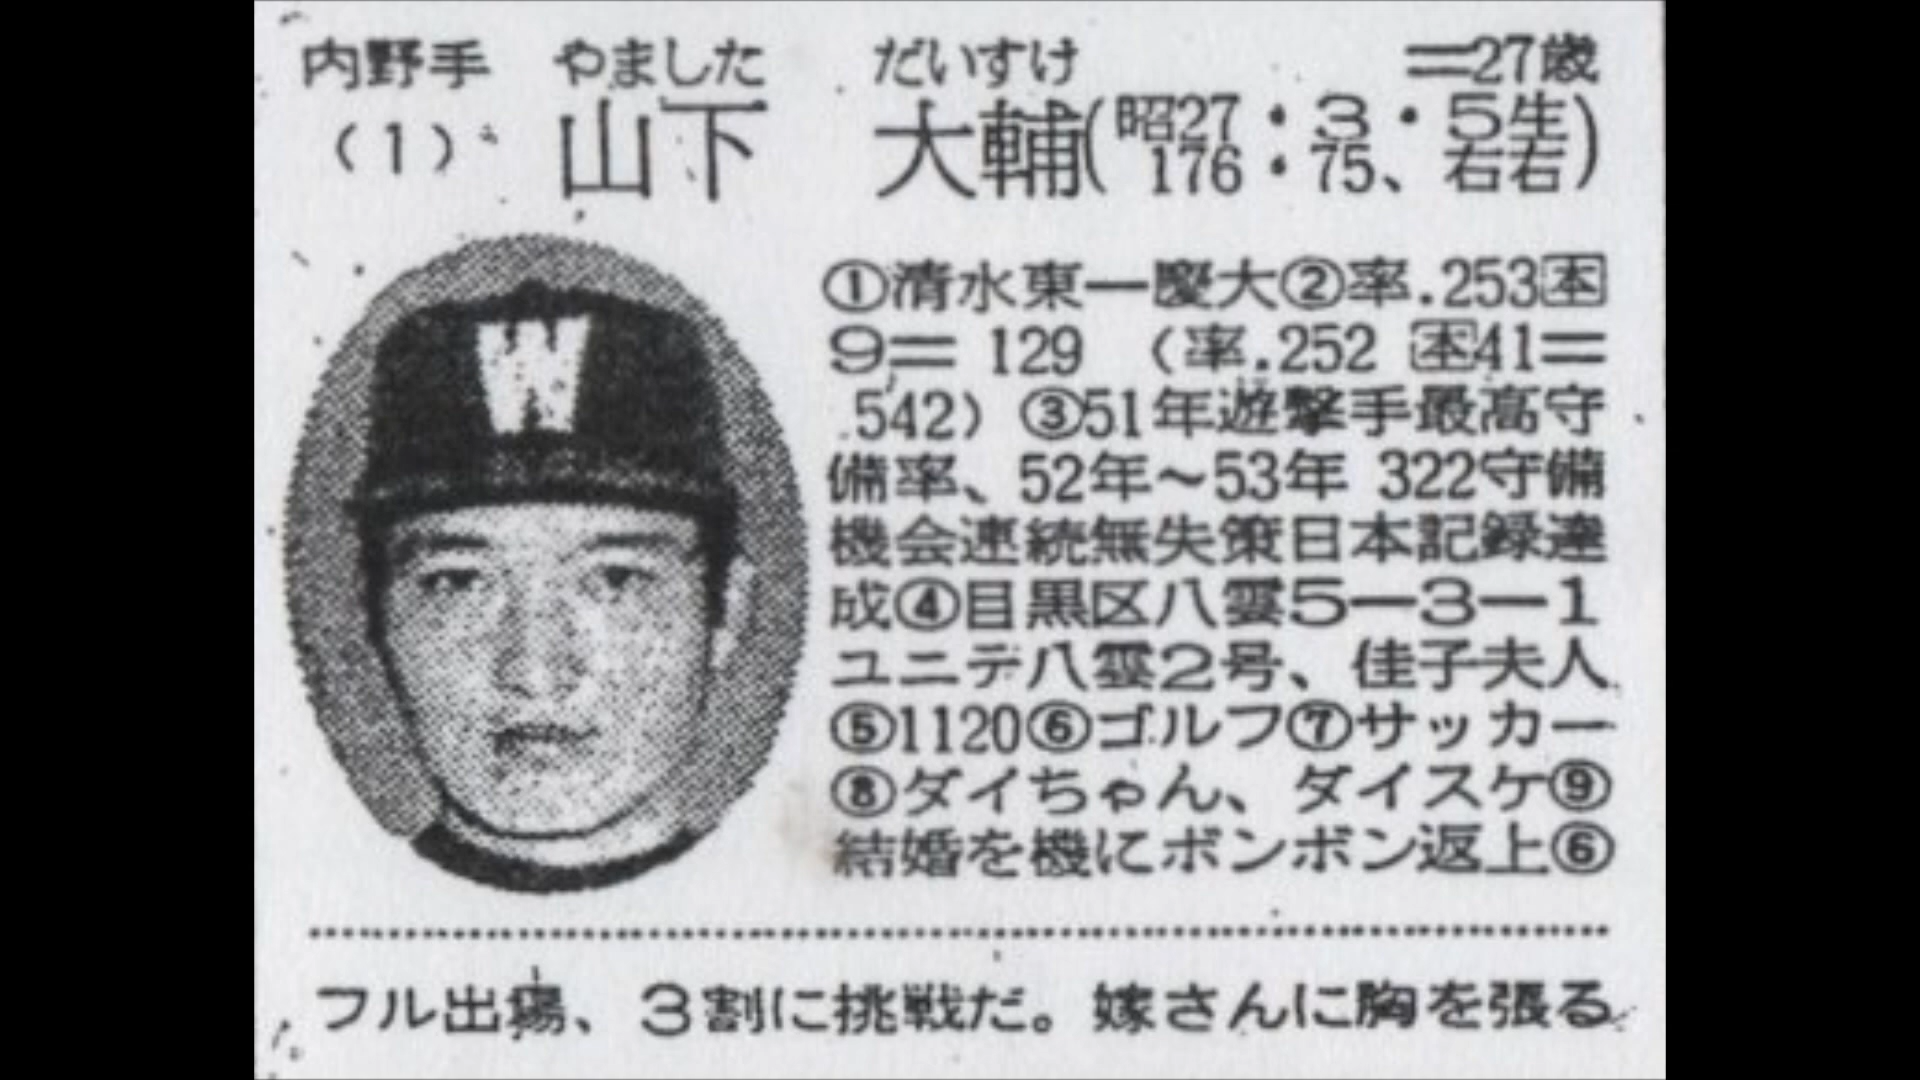 内野手 やました だいすけ ＝27歳
(1) 山下 大輔(昭27・3・5生
176・75、右右)
W
①清水東ー慶大②率.253本
9＝129 (率.252 本41＝
.542) ③51年遊撃手最高守
備率、52年～53年 322守備
機会連続無失策日本記録達
成④目黒区八雲5ー3ー1
ユニテ八雲2号、佳子夫人
⑤1120⑥ゴルフ⑦サッカー
⑧ダイちゃん、ダイスケ⑨
結婚を機にボンボン返上⑥
フル出場、3割に挑戦だ。嫁さんに胸を張る